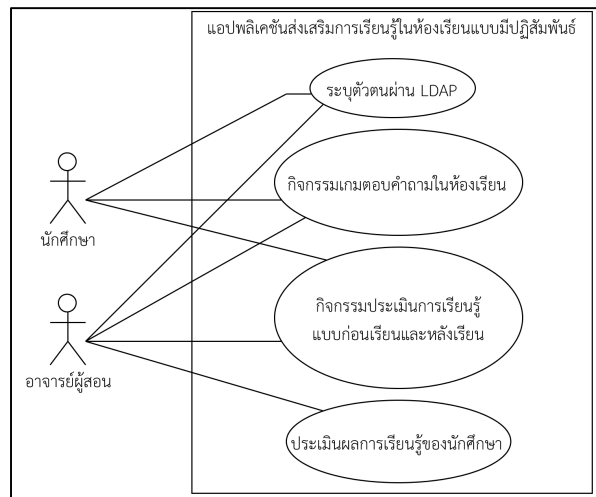 แอปพลิเคชันส่งเสริมการเรียนรู้ในห้องเรียนแบบมีปฏิสัมพันธ์
ระบุตัวตนผ่าน LDAP
กิจกรรมเกมตอบคำถามในห้องเรียน
นักศึกษา
กิจกรรมประเมินการเรียนรู้
แบบก่อนเรียนและหลังเรียน
อาจารย์ผู้สอน
ประเมินผลการเรียนรู้ของนักศึกษา